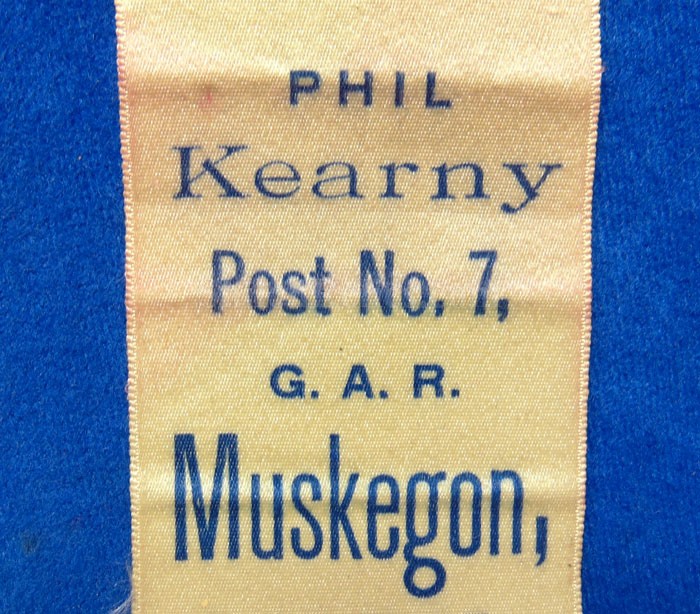 PHIL
Kearny
Post No. 7,
G. A. R.
Muskegon,